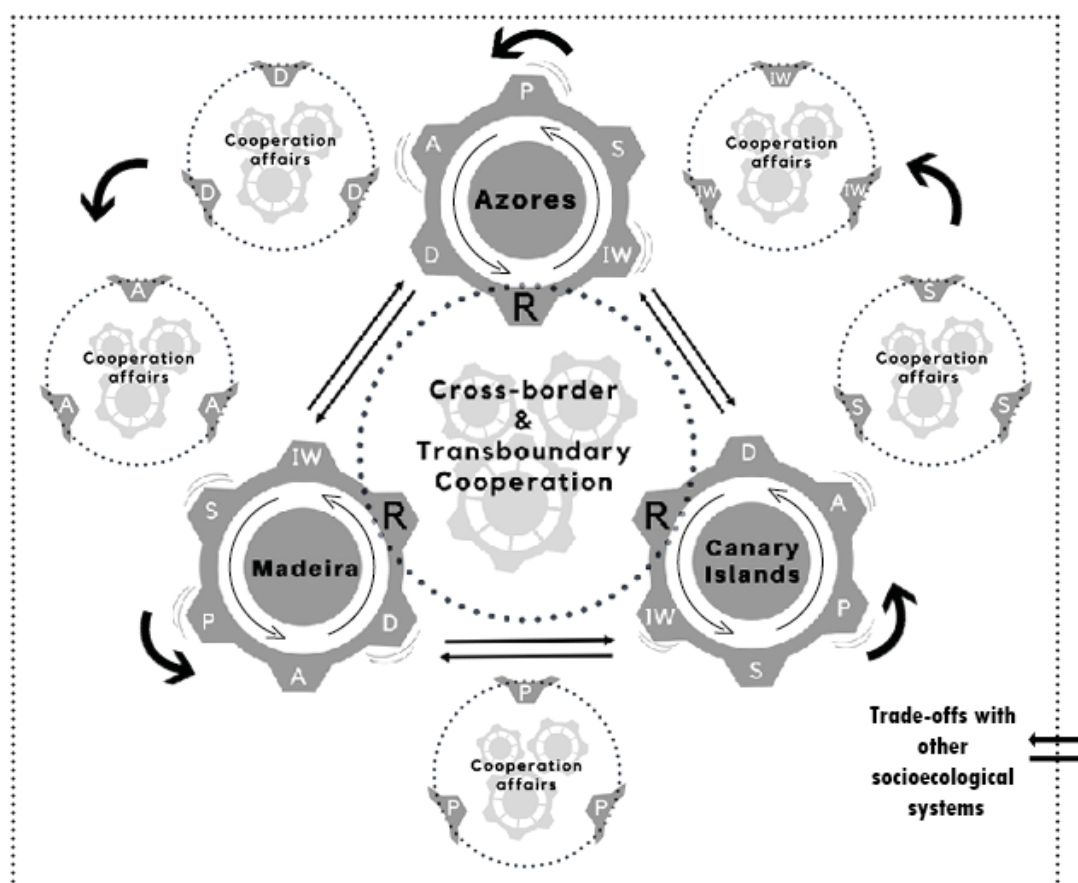 D
Cooperation
affairs
D
D
P
A
S
Azores
D
IW
R
IW
Cooperation
affairs
IW
IW
A
Cooperation
affairs
A
A
Cross-border
&
Transboundary
Cooperation
S
Cooperation
affairs
S
S
IW
S
R
Madeira
P
D
A
D
R
A
Canary
Islands
IW
P
S
P
Cooperation
affairs
P
P
Trade-offs with
other
socioecological
systems